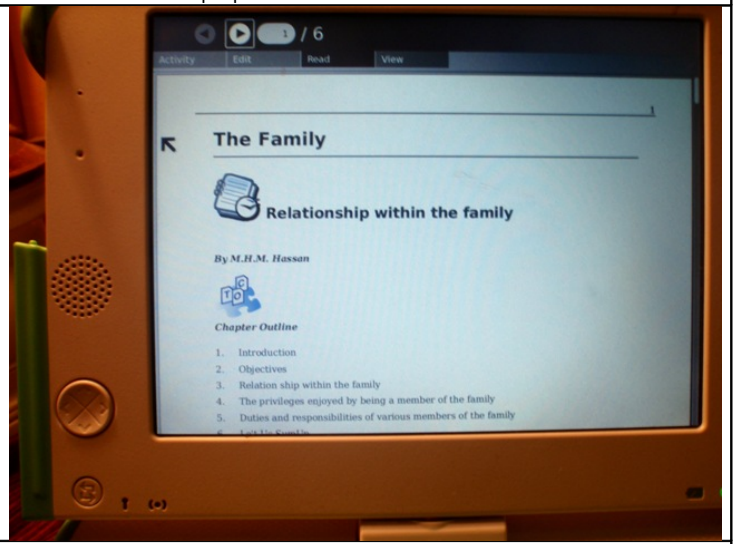 1 / 6
Activity Edit Read View
1
The Family
Relationship within the family
By M.H.M. Hassan
C
TOC
Chapter Outline
1. Introduction
2. Objectives
3. Relation ship within the family
4. The privileges enjoyed by being a member of the family
5. Duties and responsibilities of various members of the family